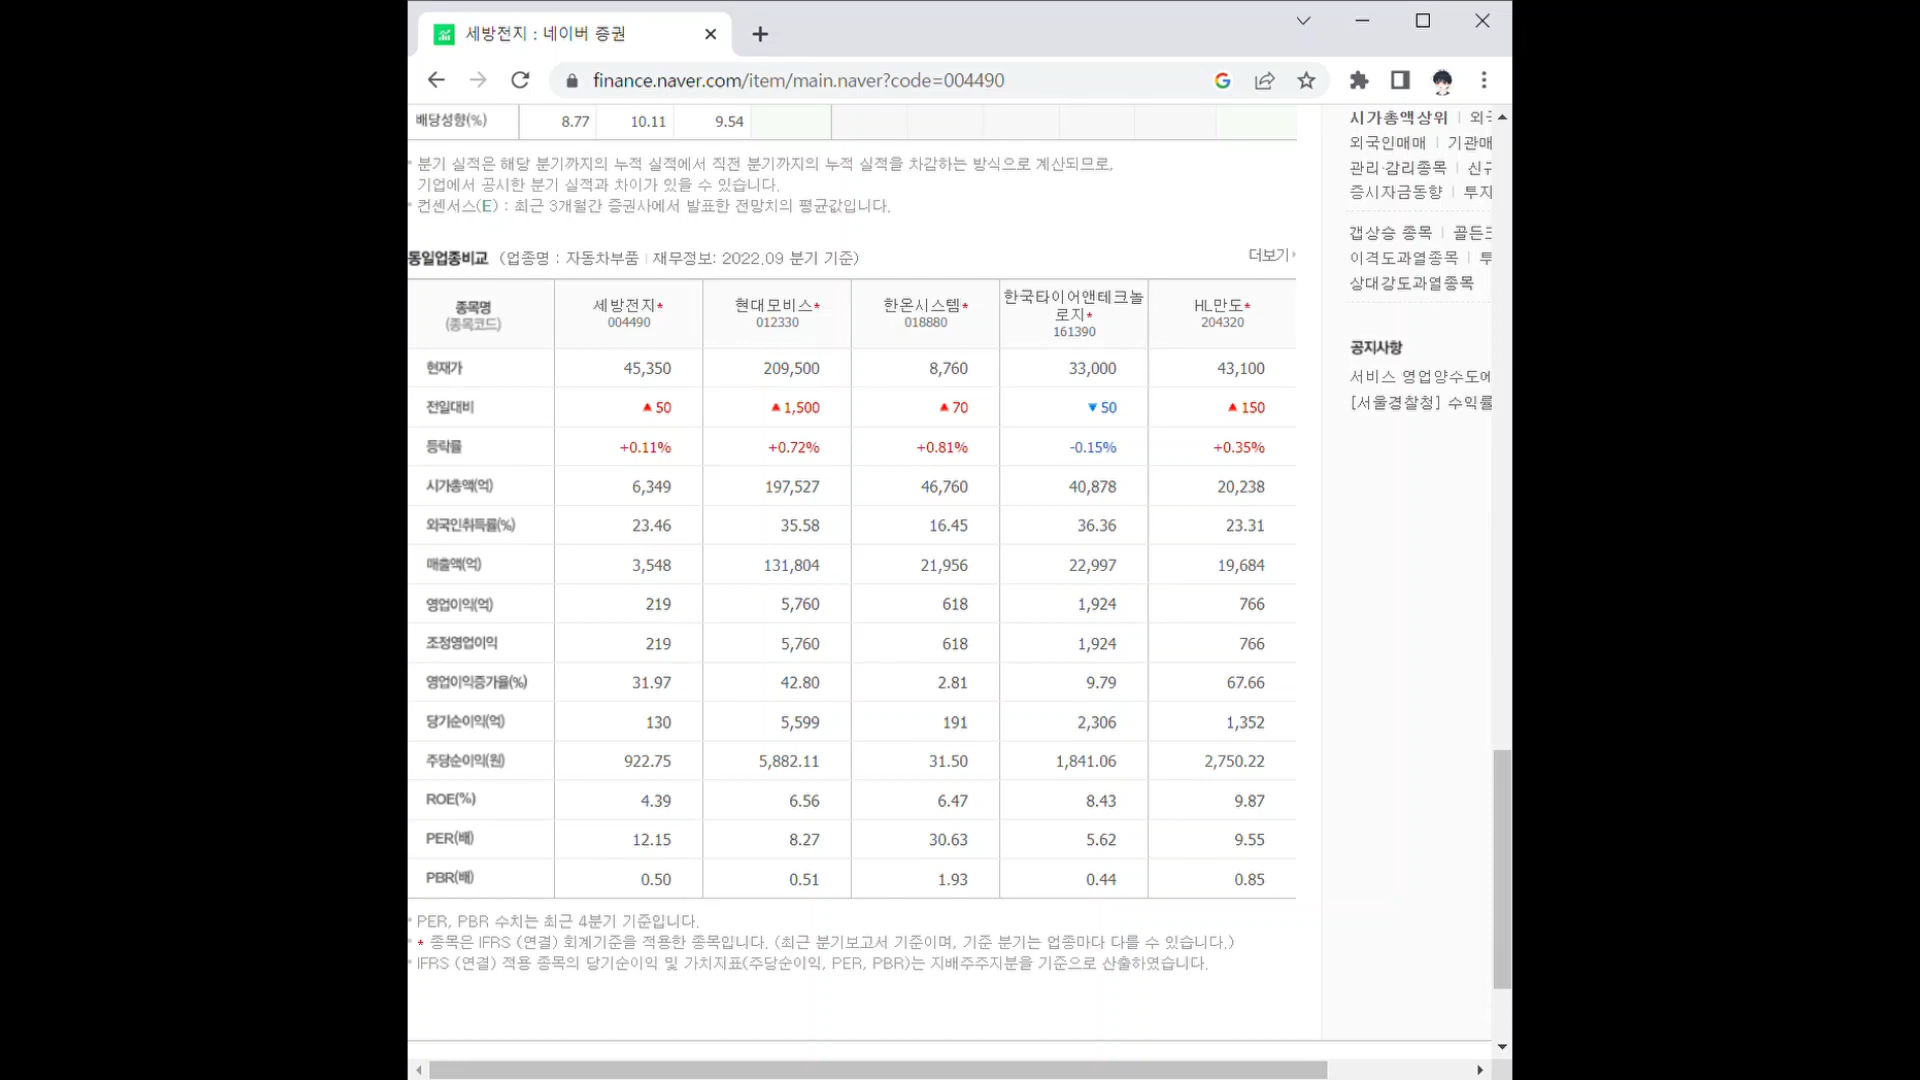 세방전지 : 네이버 증권
finance.naver.com/item/main.naver?code=004490
배당성향(%) 8.77 10.11 9.54
분기 실적은 해당 분기까지의 누적 실적에서 직전 분기까지의 누적 실적을 차감하는 방식으로 계산되므로,
기업에서 공시한 분기 실적과 차이가 있을 수 있습니다.
컨센서스(E) : 최근 3개월간 증권사에서 발표한 전망치의 평균값입니다.
동일업종비교 (업종명 : 자동차부품 | 재무정보: 2022.09 분기 기준) 더보기
종목명 (종목코드) 세방전지* 004490 현대모비스* 012330 한온시스템* 018880 한국타이어앤테크놀로지* 161390 HL만도* 204320
현재가 45,350 209,500 8,760 33,000 43,100
전일대비 ▲50 ▲1,500 ▲70 ▼50 ▲150
등락률 +0.11% +0.72% +0.81% -0.15% +0.35%
시가총액(억) 6,349 197,527 46,760 40,878 20,238
외국인취득률(%) 23.46 35.58 16.45 36.36 23.31
매출액(억) 3,548 131,804 21,956 22,997 19,684
영업이익(억) 219 5,760 618 1,924 766
조정영업이익 219 5,760 618 1,924 766
영업이익증가율(%) 31.97 42.80 2.81 9.79 67.66
당기순이익(억) 130 5,599 191 2,306 1,352
주당순이익(원) 922.75 5,882.11 31.50 1,841.06 2,750.22
ROE(%) 4.39 6.56 6.47 8.43 9.87
PER(배) 12.15 8.27 30.63 5.62 9.55
PBR(배) 0.50 0.51 1.93 0.44 0.85
PER, PBR 수치는 최근 4분기 기준입니다.
* 종목은 IFRS (연결) 회계기준을 적용한 종목입니다. (최근 분기보고서 기준이며, 기준 분기는 업종마다 다를 수 있습니다.)
IFRS (연결) 적용 종목의 당기순이익 및 가치지표(주당순이익, PER, PBR)는 지배주주지분을 기준으로 산출하였습니다.
시가총액상위 | 외국
외국인매매 | 기관매
관리·감리종목 | 신규
증시자금동향 | 투자
갭상승 종목 | 골든크
이격도과열종목 | 투
상대강도과열종목
공지사항
서비스 영업양수도에
[서울경찰청] 수익률